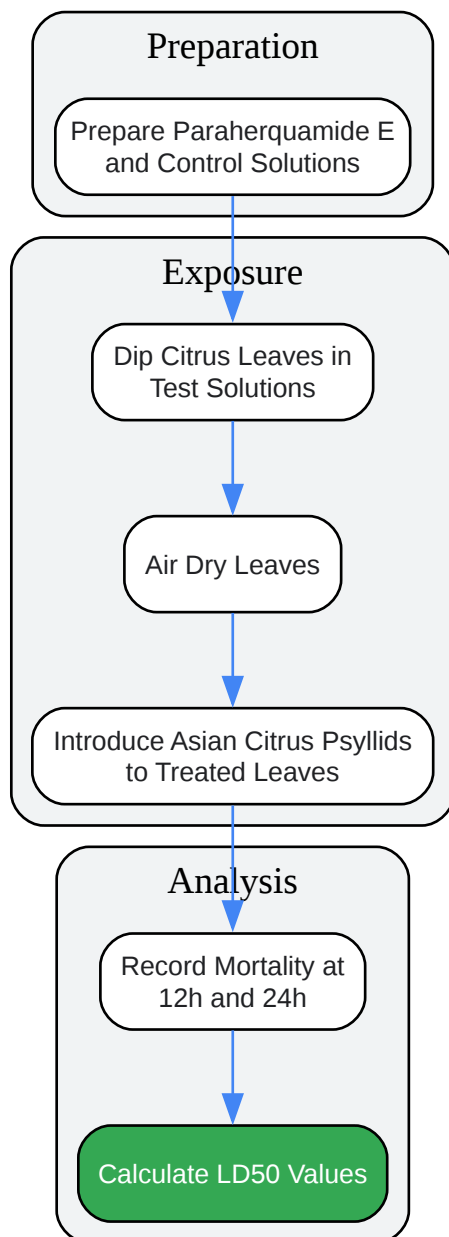 Preparation
Prepare Paraherquamide E
and Control Solutions
Exposure
Dip Citrus Leaves in
Test Solutions
Air Dry Leaves
Introduce Asian Citrus Psyllids
to Treated Leaves
Analysis
Record Mortality at
12h and 24h
Calculate LD50 Values